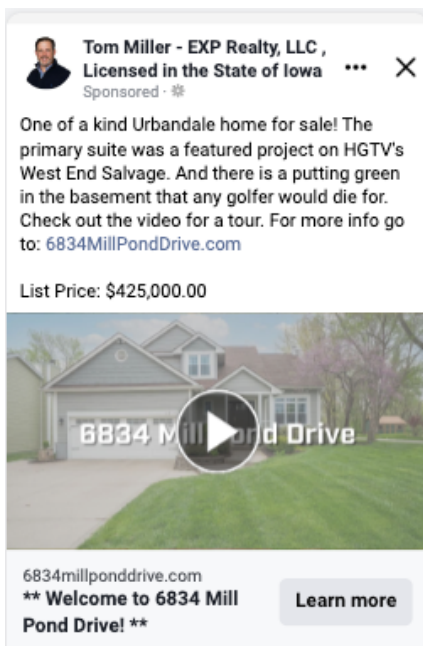 Tom Miller - EXP Realty, LLC ,
Licensed in the State of Iowa
Sponsored ·
One of a kind Urbandale home for sale! The
primary suite was a featured project on HGTV's
West End Salvage. And there is a putting green
in the basement that any golfer would die for.
Check out the video for a tour. For more info go
to: 6834MillPondDrive.com
List Price: $425,000.00
6834 Mill Pond Drive
6834millponddrive.com
** Welcome to 6834 Mill
Pond Drive! **
Learn more